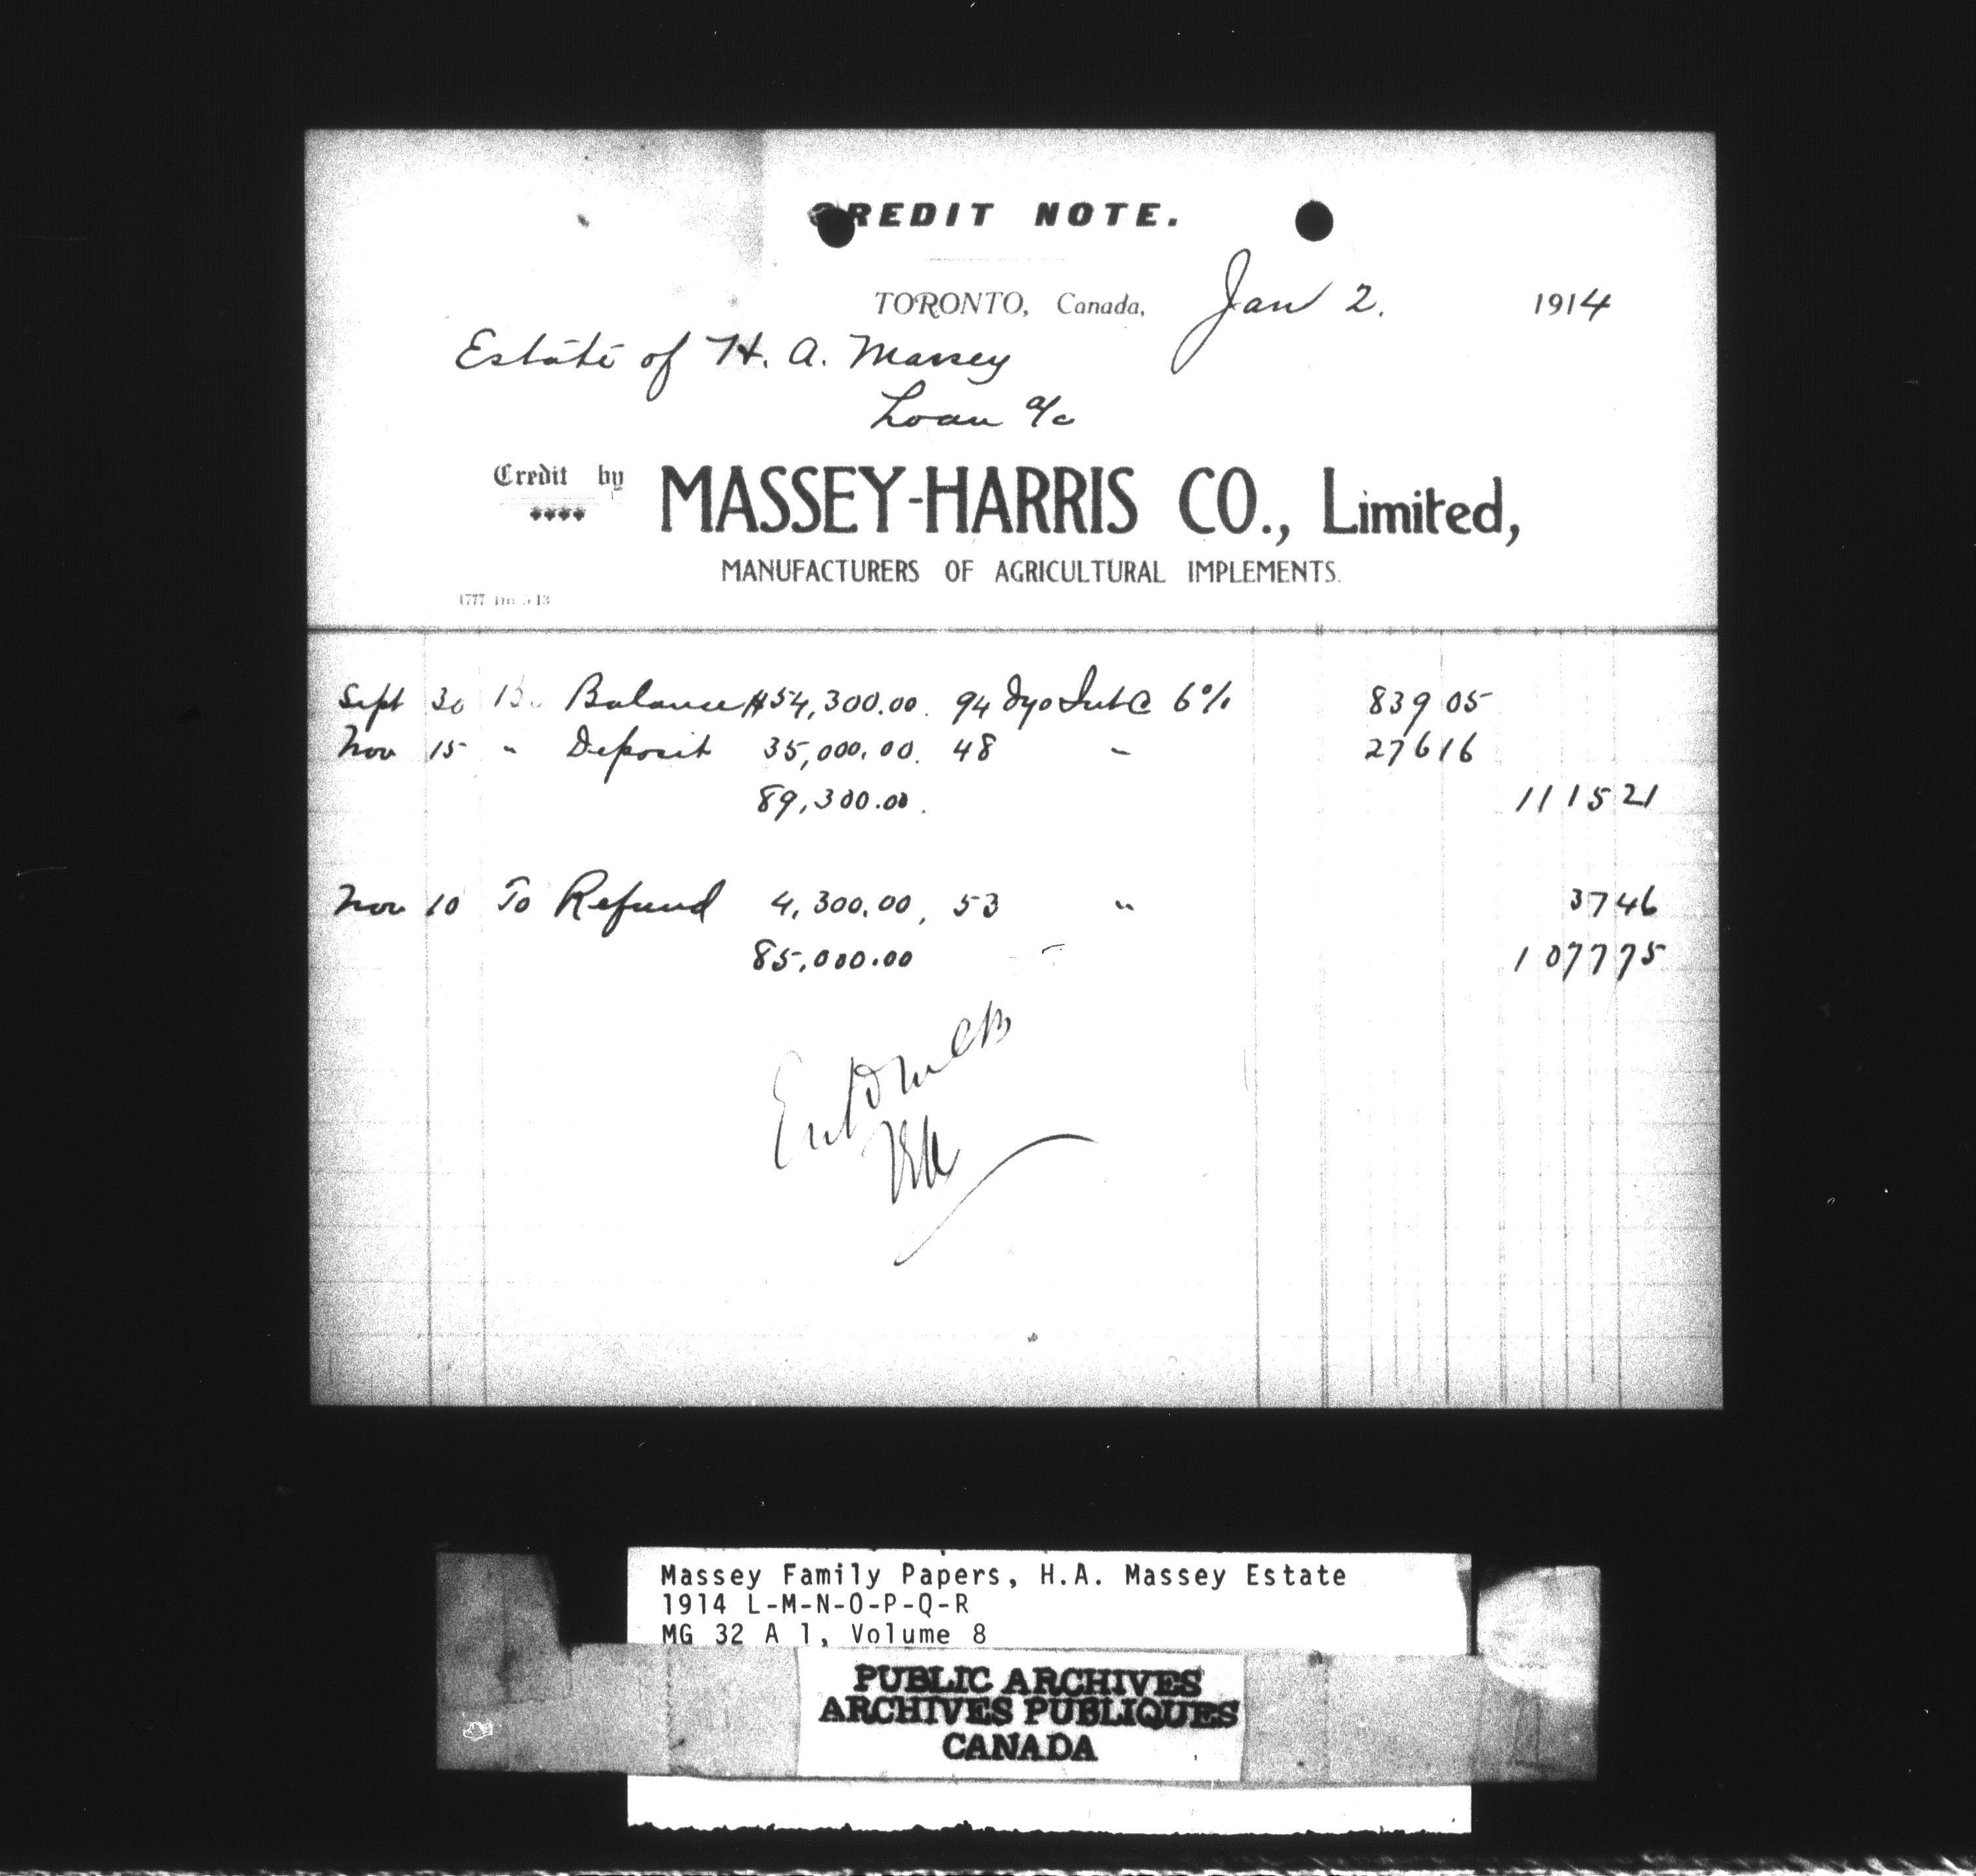 CREDIT NOTE.
TORONTO, Canada, Jan 2. 1914
Estate of H. A. Massey
Loan a/c
Credit by MASSEY-HARRIS CO., Limited,
MANUFACTURERS OF AGRICULTURAL IMPLEMENTS.
1777
Sept 30 By Balance $54,300.00. 94 dys Int @ 6% 839 05
Nov 15 " Deposit 35,000.00. 48 " 276 16
89,300.00. 1115 21
Nov 10 To Refund 4,300.00, 53 " 37 46
85,000.00 1077 75
Massey Family Papers, H.A. Massey Estate
1914 L-M-N-O-P-Q-R
MG 32 A 1, Volume 8
PUBLIC ARCHIVES
ARCHIVES PUBLIQUES
CANADA